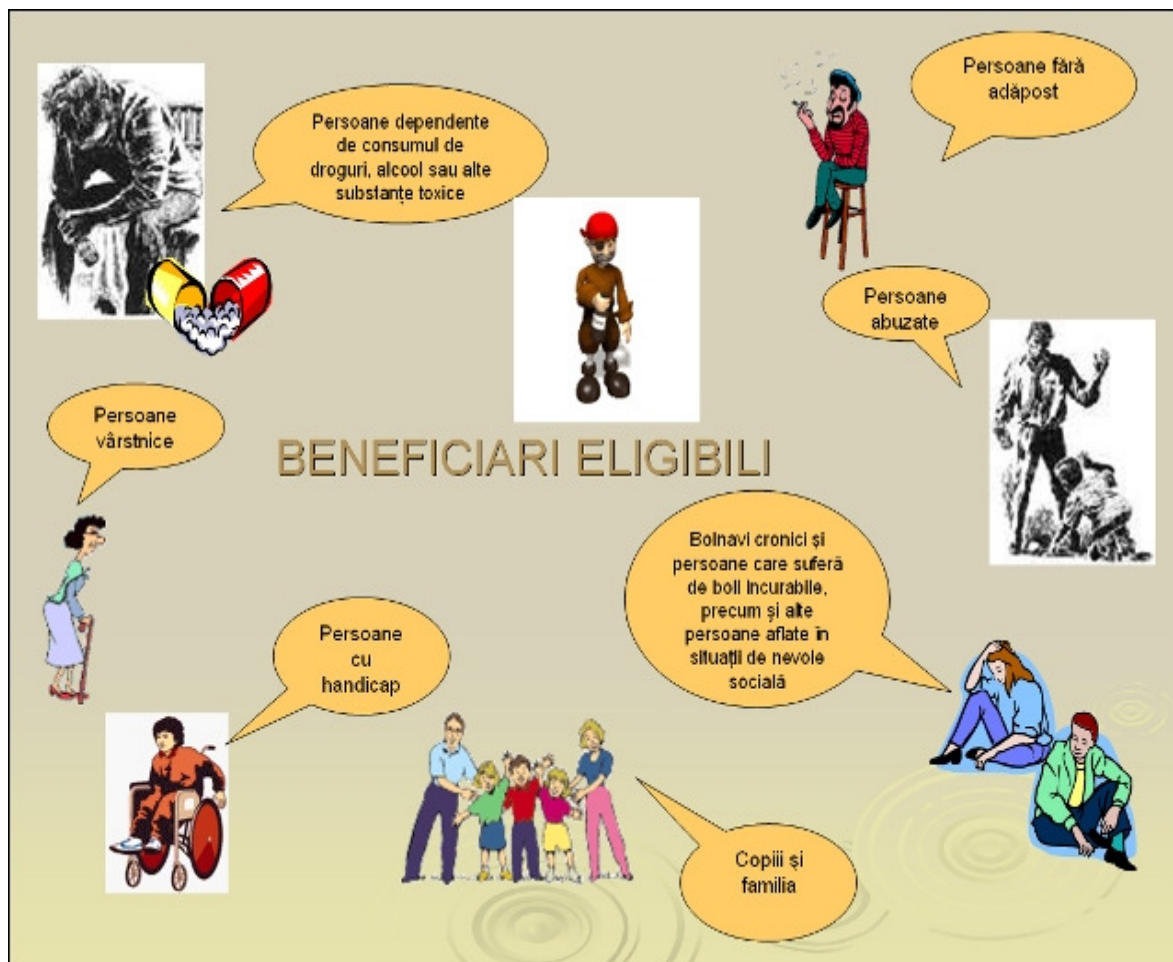 Persoane dependente
de consumul de
droguri, alcool sau alte
substanțe toxice
Persoane fără
adăpost
Persoane
abuzate
Persoane
vârstnice
BENEFICIARI ELIGIBILI
Bolnavi cronici și
persoane care suferă
de boli incurabile,
precum și alte
persoane aflate în
situații de nevoie
socială
Persoane
cu
handicap
Copiii și
familia